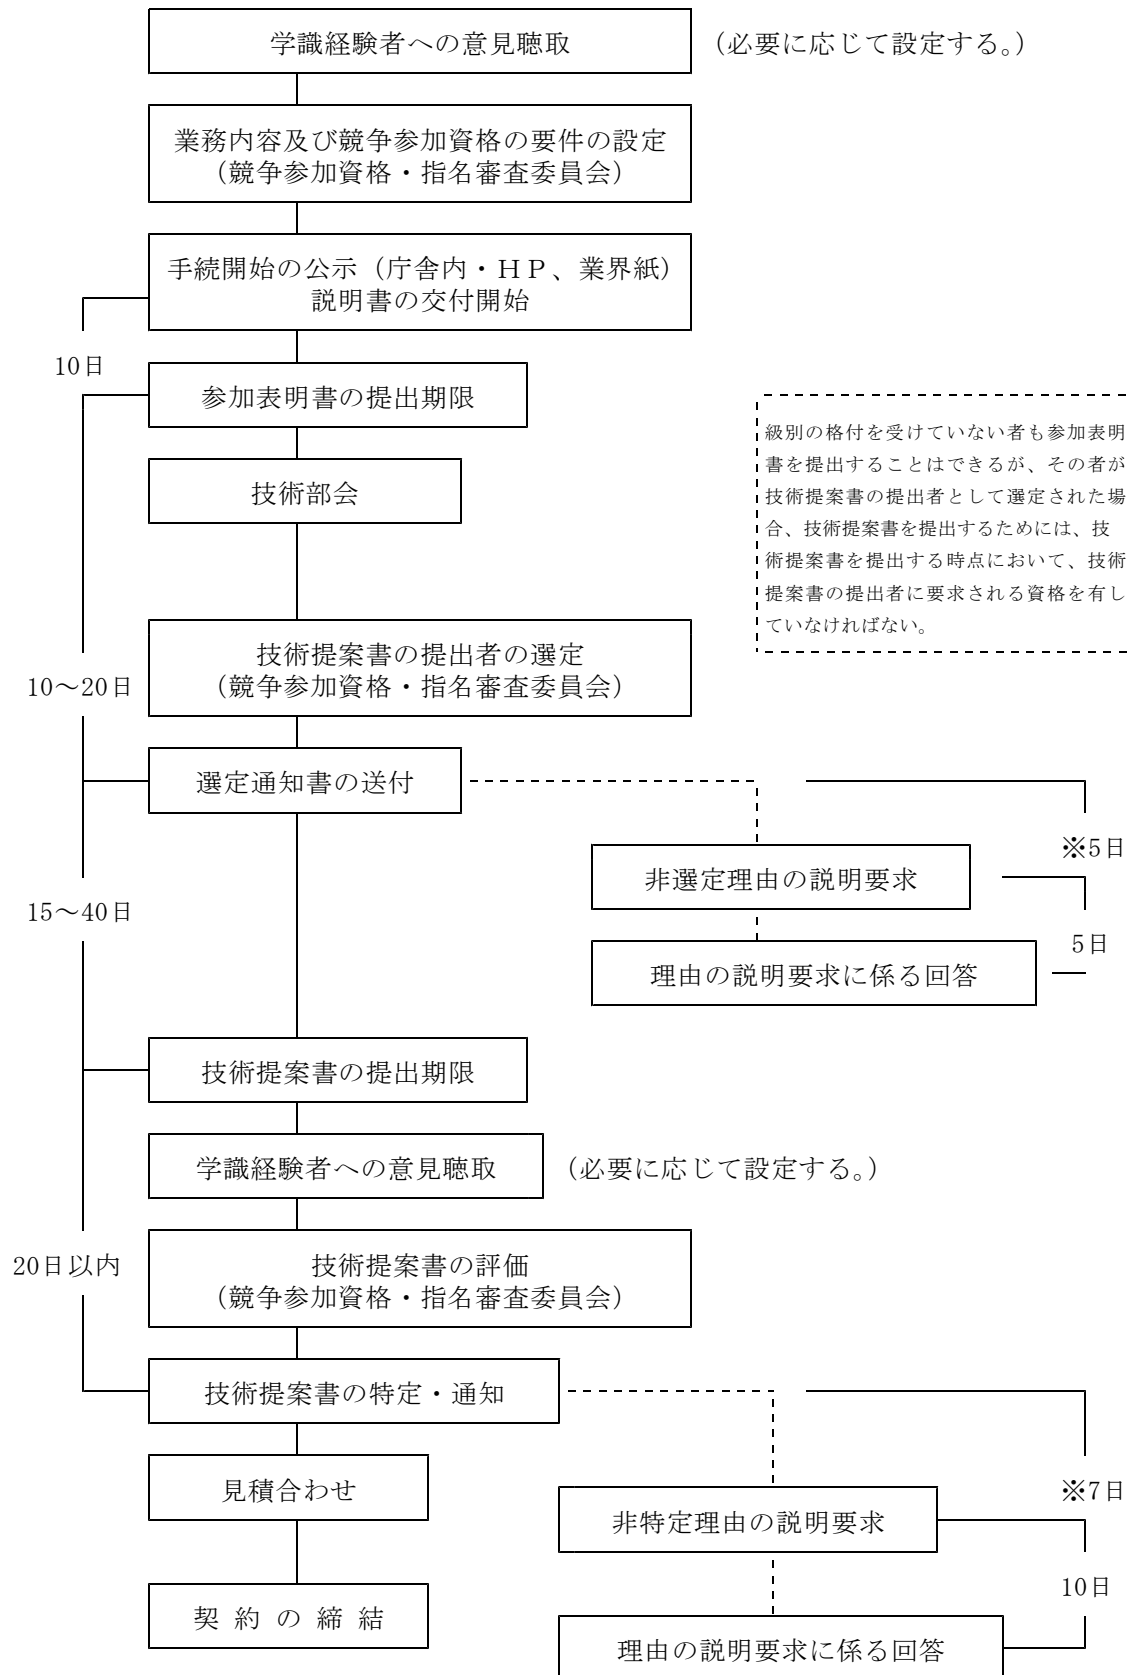 学識経験者への意見聴取
（必要に応じて設定する。）
業務内容及び競争参加資格の要件の設定
（競争参加資格・指名審査委員会）
手続開始の公示（庁舎内・ＨＰ、業界紙）
説明書の交付開始
10日
参加表明書の提出期限
級別の格付を受けていない者も参加表明
書を提出することはできるが、その者が
技術提案書の提出者として選定された場
合、技術提案書を提出するためには、技
術提案書を提出する時点において、技術
提案書の提出者に要求される資格を有し
ていなければない。
技術部会
技術提案書の提出者の選定
（競争参加資格・指名審査委員会）
10～20日
選定通知書の送付
※5日
非選定理由の説明要求
15～40日
5日
理由の説明要求に係る回答
技術提案書の提出期限
学識経験者への意見聴取
（必要に応じて設定する。）
20日以内
技術提案書の評価
（競争参加資格・指名審査委員会）
技術提案書の特定・通知
見積合わせ
※7日
非特定理由の説明要求
10日
契 約 の 締 結
理由の説明要求に係る回答